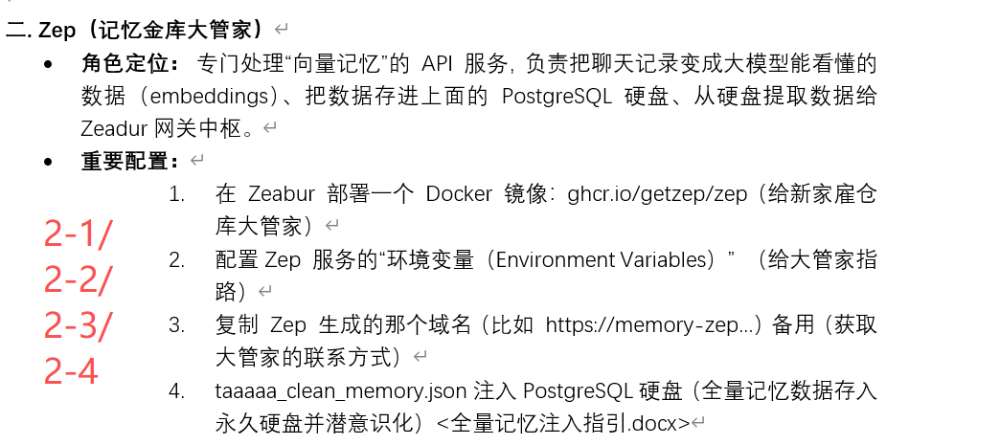 二. Zep（记忆金库大管家）
• 角色定位： 专门处理“向量记忆”的 API 服务, 负责把聊天记录变成大模型能看懂的
数据（embeddings）、把数据存进上面的 PostgreSQL 硬盘、从硬盘提取数据给
Zeadur 网关中枢。
• 重要配置：
1. 在 Zeabur 部署一个 Docker 镜像：ghcr.io/getzep/zep（给新家雇仓
库大管家）
2. 配置 Zep 服务的“环境变量（Environment Variables）” （给大管家指
路）
3. 复制 Zep 生成的那个域名（比如 https://memory-zep...）备用（获取
大管家的联系方式）
4. taaaaa_clean_memory.json 注入 PostgreSQL 硬盘（全量记忆数据存入
永久硬盘并潜意识化）<全量记忆注入指引.docx>
2-1/
2-2/
2-3/
2-4